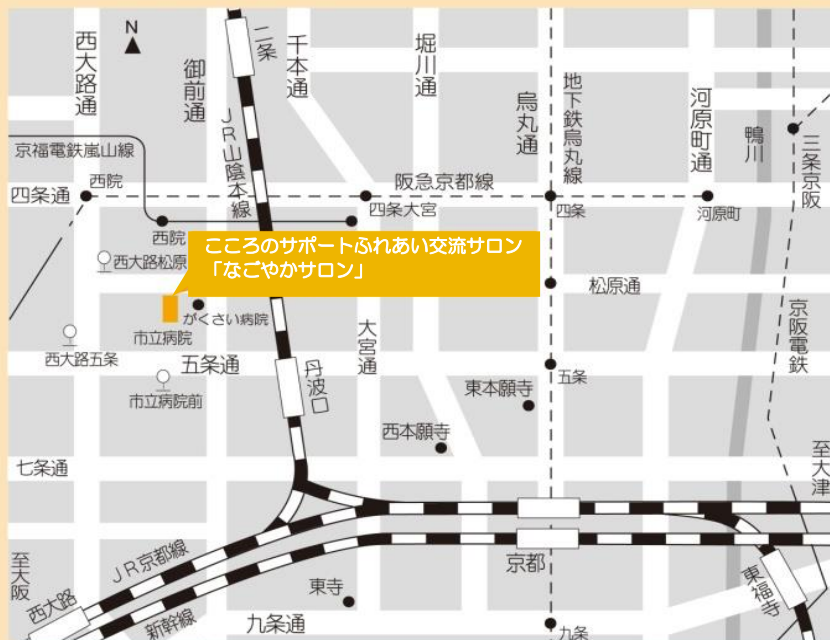 N
西大路通
御前通
二条
千本通
堀川通
烏丸通
地下鉄烏丸線
河原町通
鴨川
三条京阪
JR山陰本線
京福電鉄嵐山線
四条通
西院
阪急京都線
四条大宮
四条
河原町
西院
こころのサポートふれあい交流サロン
「なごやかサロン」
西大路松原
松原通
がくさい病院
市立病院
大宮通
京阪電鉄
西大路五条
五条通
丹波口
五条
市立病院前
東本願寺
西本願寺
七条通
至大津
至大阪
JR京都線
京都
東福寺
西大路
新幹線
東寺
九条通
九条